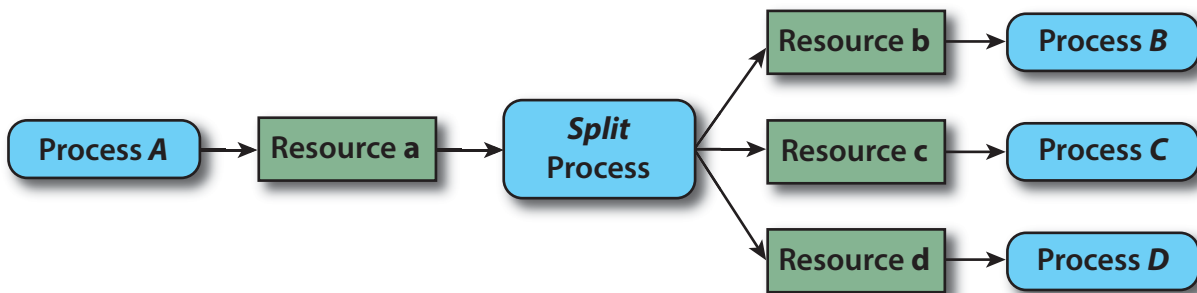 Process A
Resource a
Split
Process
Resource b
Process B
Resource c
Process C
Resource d
Process D